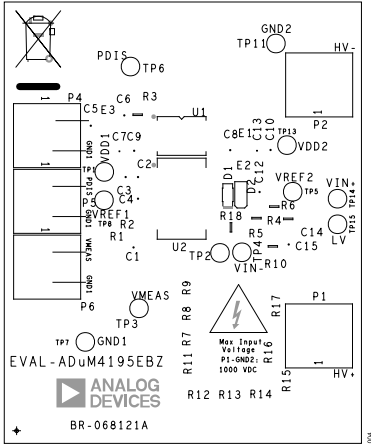 GND2
HV-
PDIS
TP11
TP6
P4
C6
R3
C5
E3
U1
1
VDD1
GND1
C7
C9
C8
E1
C13
C10
TP13
VDD2
1
P2
TP1
C2
E2
1
PDIS
C3
C4
D1
D2
C12
VREF2
TP5
VIN+
TP14
P5
VREF1
TP8
R18
R6
R4
TP15
LV
GND1
R2
R1
R5
C14
C15
VMEAS
1
C1
U2
TP2
TP4
VIN-
R10
GND1
P6
VMEAS
TP3
R9
R8
R7
R11
R17
R16
R15
P1
1
HV+
Max Input
Voltage
P1-GND2:
1000 VDC
TP7
GND1
EVAL-ADuM4195EBZ
ANALOG
DEVICES
R12
R13
R14
BR-068121A
004